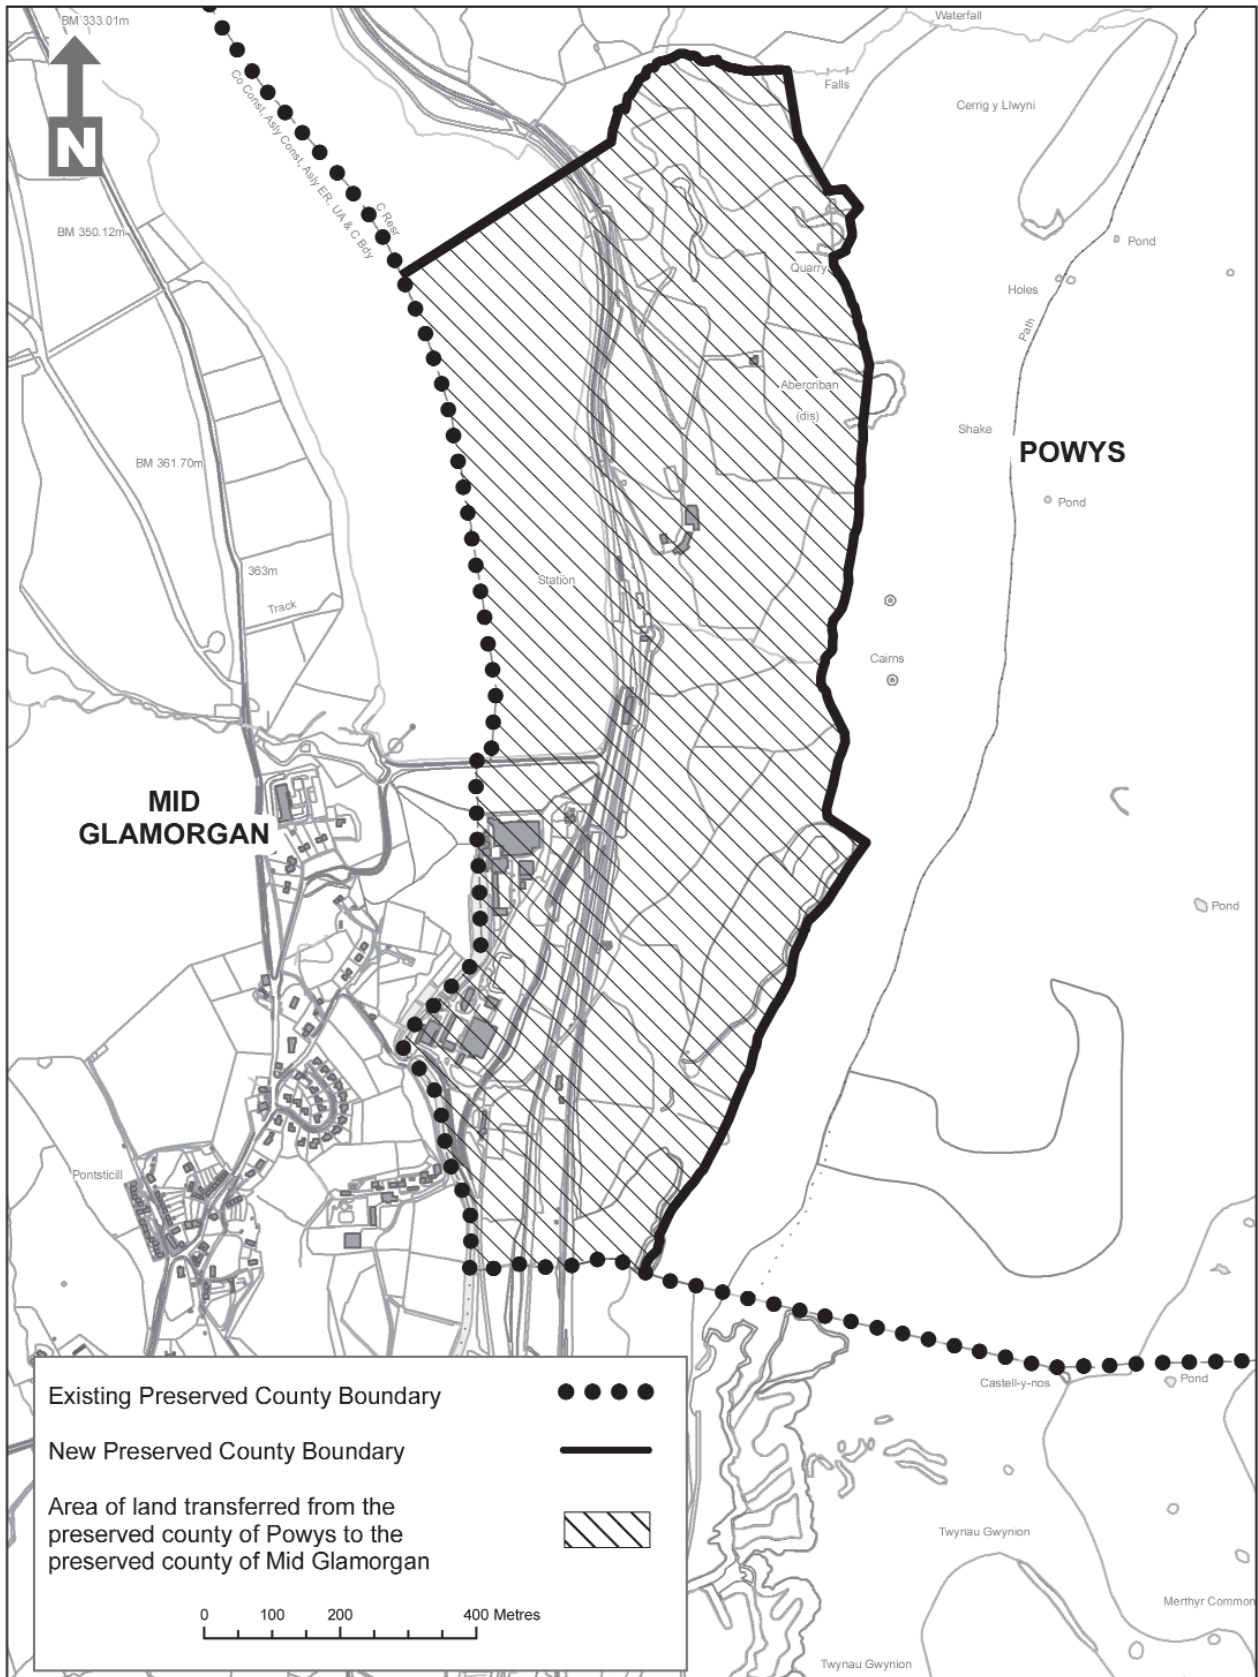 BM 333.01m
Waterfall
N
Falls
Cerrig y Llwyni
Co Const, Asly Const, Asly ER, UA & C Bdy
C Resr
BM 350.12m
Pond
Quarry
Holes
Path
Abercriban
(dis)
Shake
POWYS
BM 361.70m
Pond
363m
Station
Track
Cairns
MID
GLAMORGAN
Pond
Pontsticill
Castell-y-nos
Pond
Existing Preserved County Boundary
New Preserved County Boundary
Area of land transferred from the
preserved county of Powys to the
preserved county of Mid Glamorgan
0 100 200 400 Metres
Twynau Gwynion
Merthyr Common
Twynau Gwynion